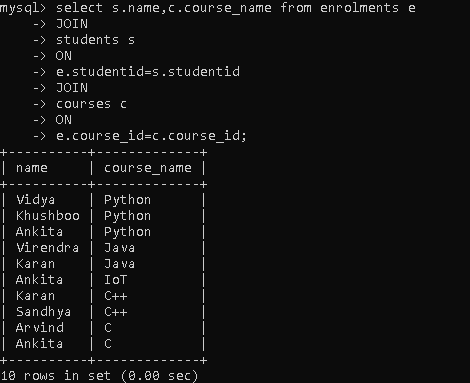 mysql> select s.name,c.course_name from enrolments e
    -> JOIN
    -> students s
    -> ON
    -> e.studentid=s.studentid
    -> JOIN
    -> courses c
    -> ON
    -> e.course_id=c.course_id;
+----------+-------------+
| name     | course_name |
+----------+-------------+
| Vidya    | Python      |
| Khushboo | Python      |
| Ankita   | Python      |
| Virendra | Java        |
| Karan    | Java        |
| Ankita   | IoT         |
| Karan    | C++         |
| Sandhya  | C++         |
| Arvind   | C           |
| Ankita   | C           |
+----------+-------------+
10 rows in set (0.00 sec)